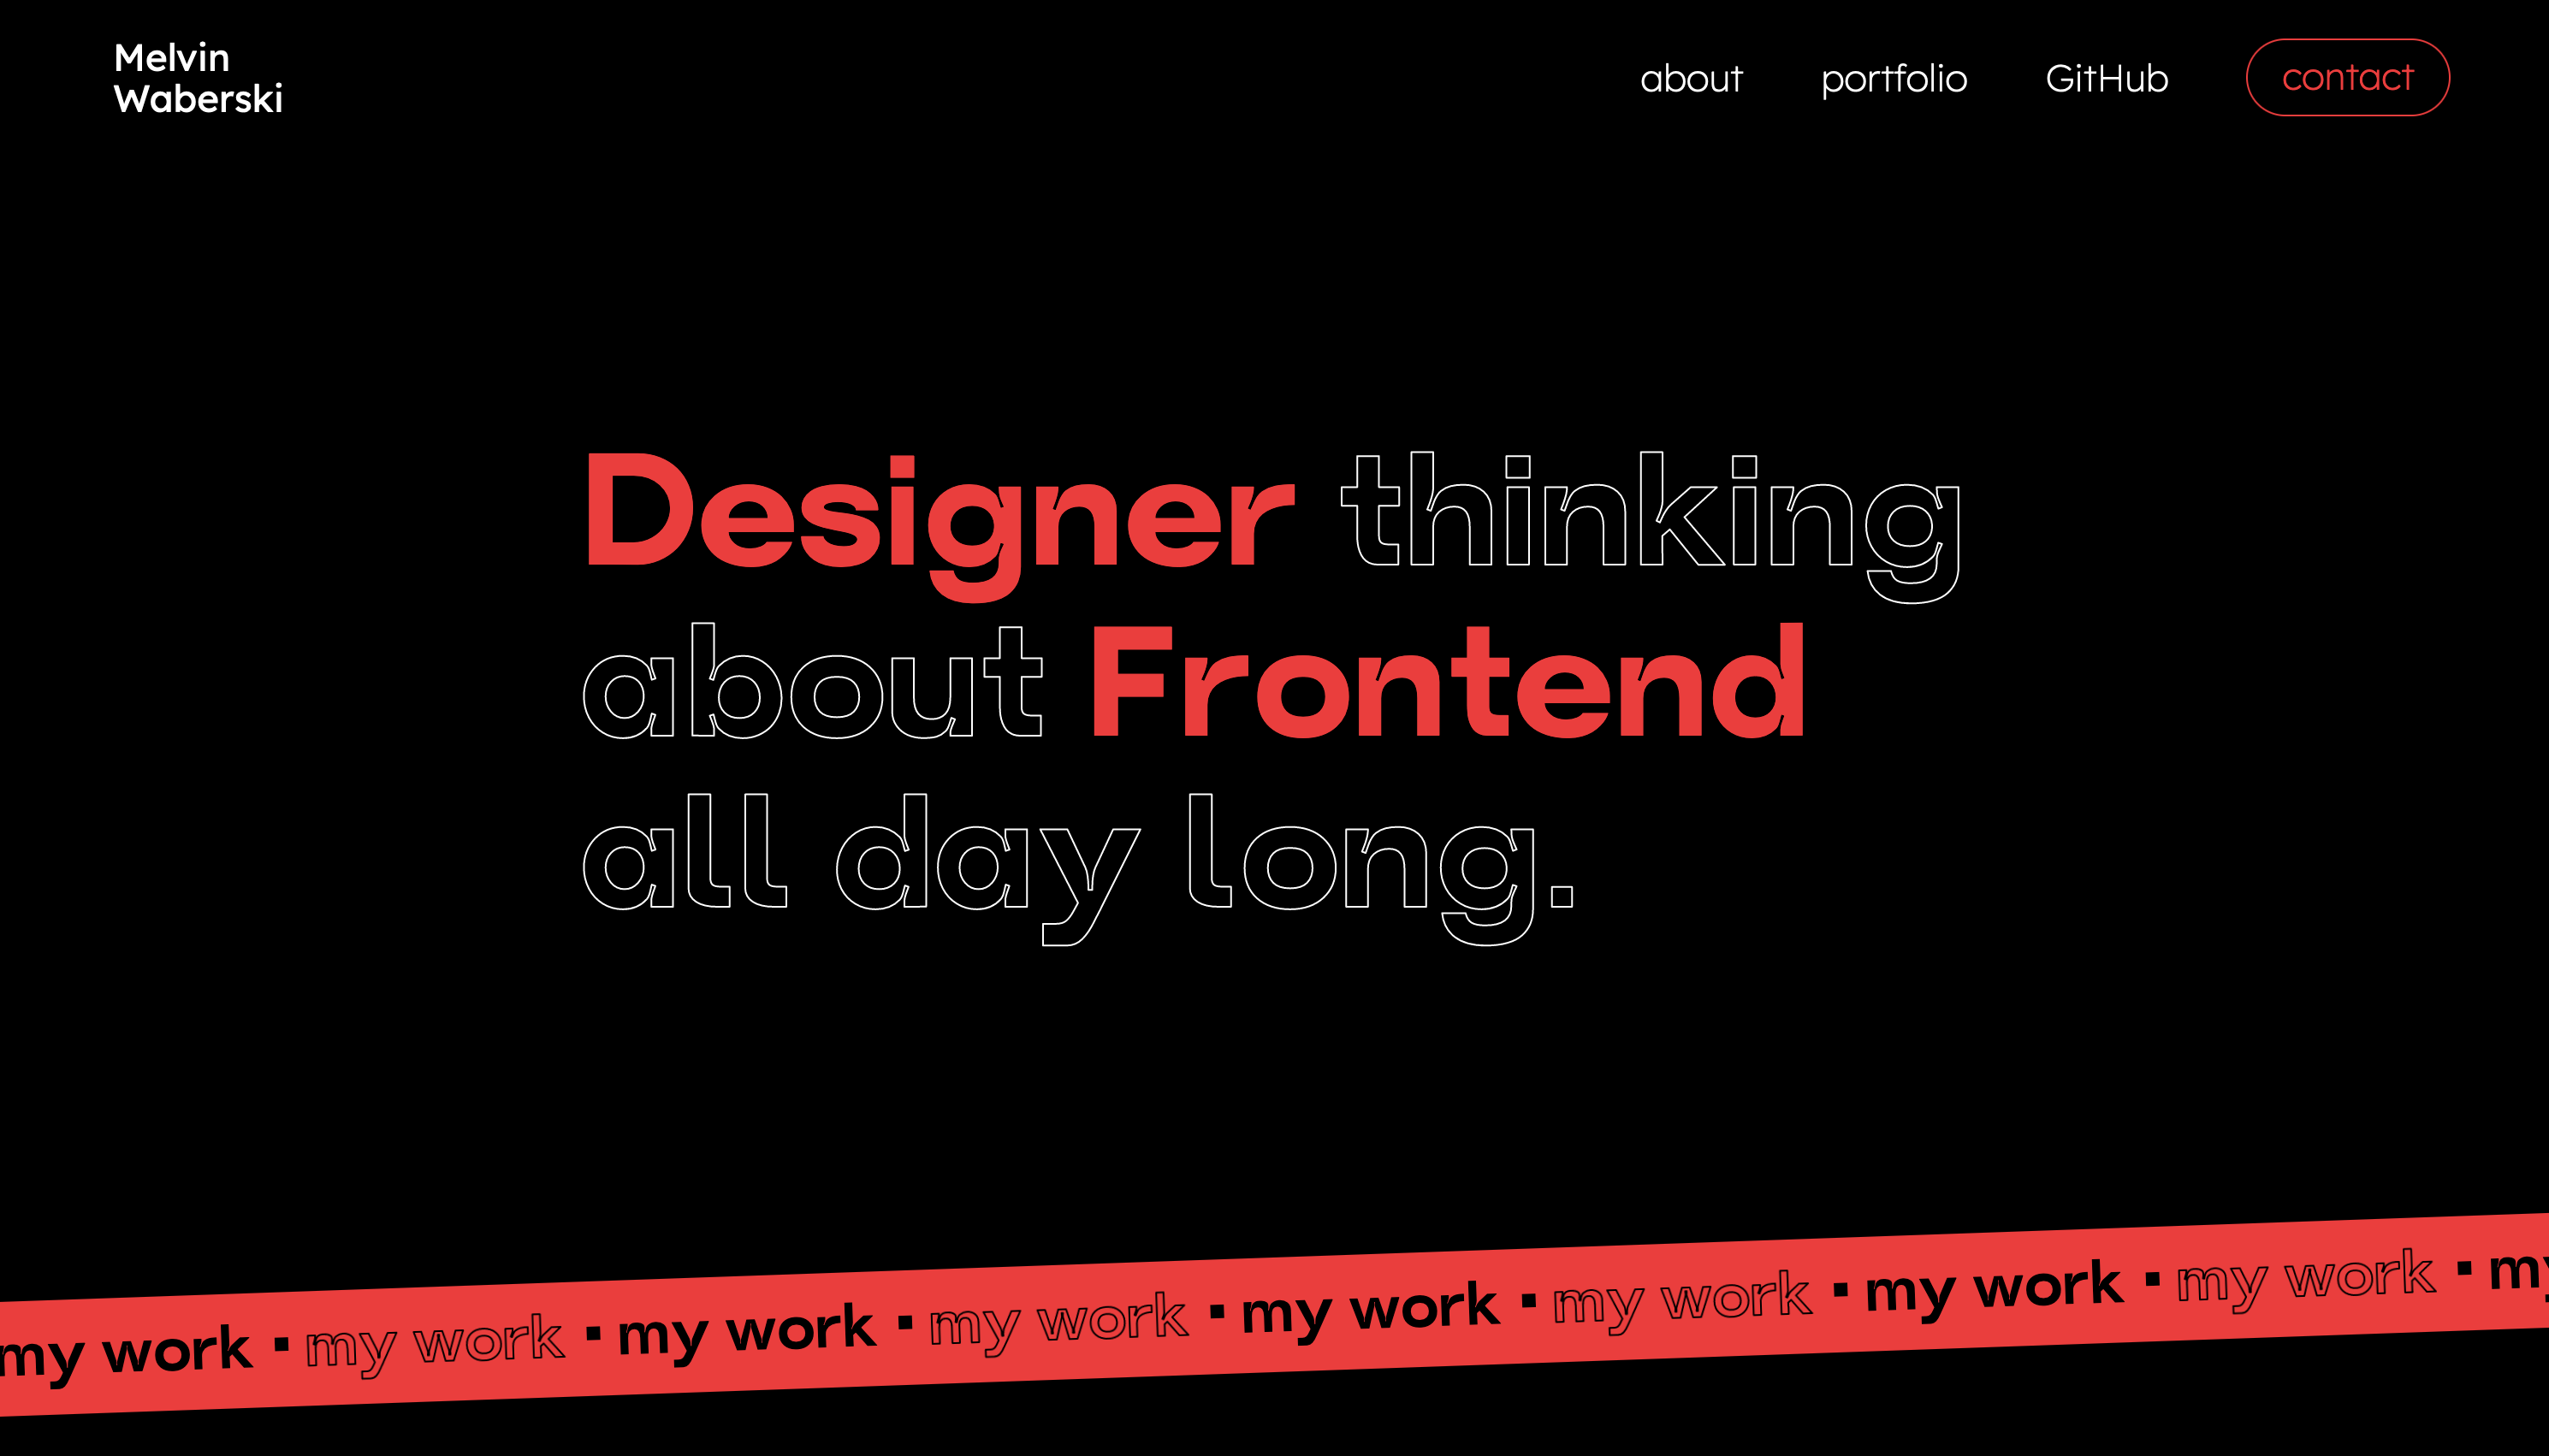 Melvin
Waberski
about portfolio GitHub contact
Designer thinking
about Frontend
all day long.
my work ▪ my work ▪ my work ▪ my work ▪ my work ▪ my work ▪ my work ▪ my work ▪ my